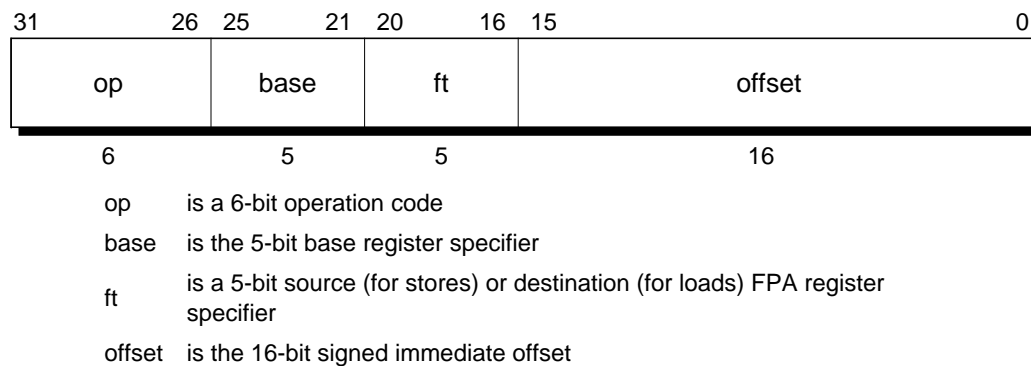 31 26 25 21 20 16 15 0
op base ft offset
6 5 5 16
op is a 6-bit operation code
base is the 5-bit base register specifier
ft is a 5-bit source (for stores) or destination (for loads) FPA register
specifier
offset is the 16-bit signed immediate offset